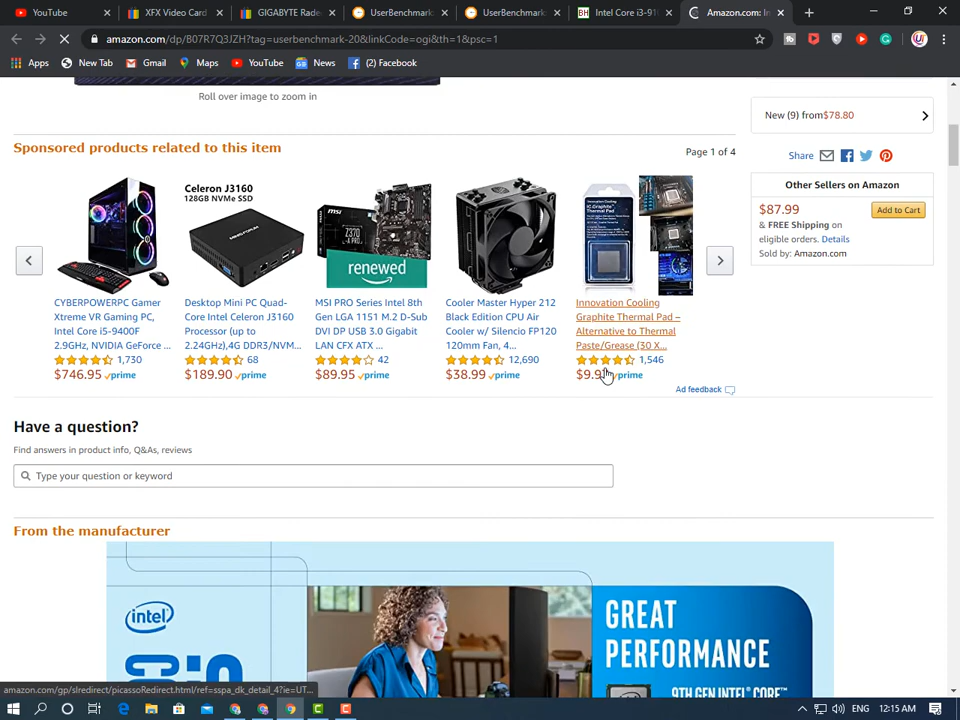 YouTube
XFX Video Card
GIGABYTE Rade
UserBenchmark
UserBenchmark
Intel Core i3-91
Amazon.com: I
amazon.com/dp/B07R7Q3JZH?tag=userbenchmark-20&linkCode=ogi&th=1&psc=1
Apps
New Tab
Gmail
Maps
YouTube
News
(2) Facebook
Roll over image to zoom in
New (9) from $78.80
Share
Other Sellers on Amazon
$87.99
Add to Cart
& FREE Shipping on
eligible orders. Details
Sold by: Amazon.com
Sponsored products related to this item
Page 1 of 4
Celeron J3160
128GB NVMe SSD
msi
Z370
renewed
CYBERPOWERPC Gamer
Xtreme VR Gaming PC,
Intel Core i5-9400F
2.9GHz, NVIDIA GeForce ...
1,730
$746.95 prime
Desktop Mini PC Quad-
Core Intel Celeron J3160
Processor (up to
2.24GHz),4G DDR3/NVM...
68
$189.90 prime
MSI PRO Series Intel 8th
Gen LGA 1151 M.2 D-Sub
DVI DP USB 3.0 Gigabit
LAN CFX ATX ...
42
$89.95 prime
Cooler Master Hyper 212
Black Edition CPU Air
Cooler w/ Silencio FP120
120mm Fan, 4...
12,690
$38.99 prime
Innovation Cooling
Graphite Thermal Pad –
Alternative to Thermal
Paste/Grease (30 X...
1,546
prime
Ad feedback
Have a question?
Find answers in product info, Q&As, reviews
Type your question or keyword
From the manufacturer
intel
GREAT
PERFORMANCE
9TH GEN INTEL® CORE™
amazon.com/gp/slredirect/picassoRedirect.html/ref=sspa_dk_detail_4?ie=UT...
ENG
12:15 AM